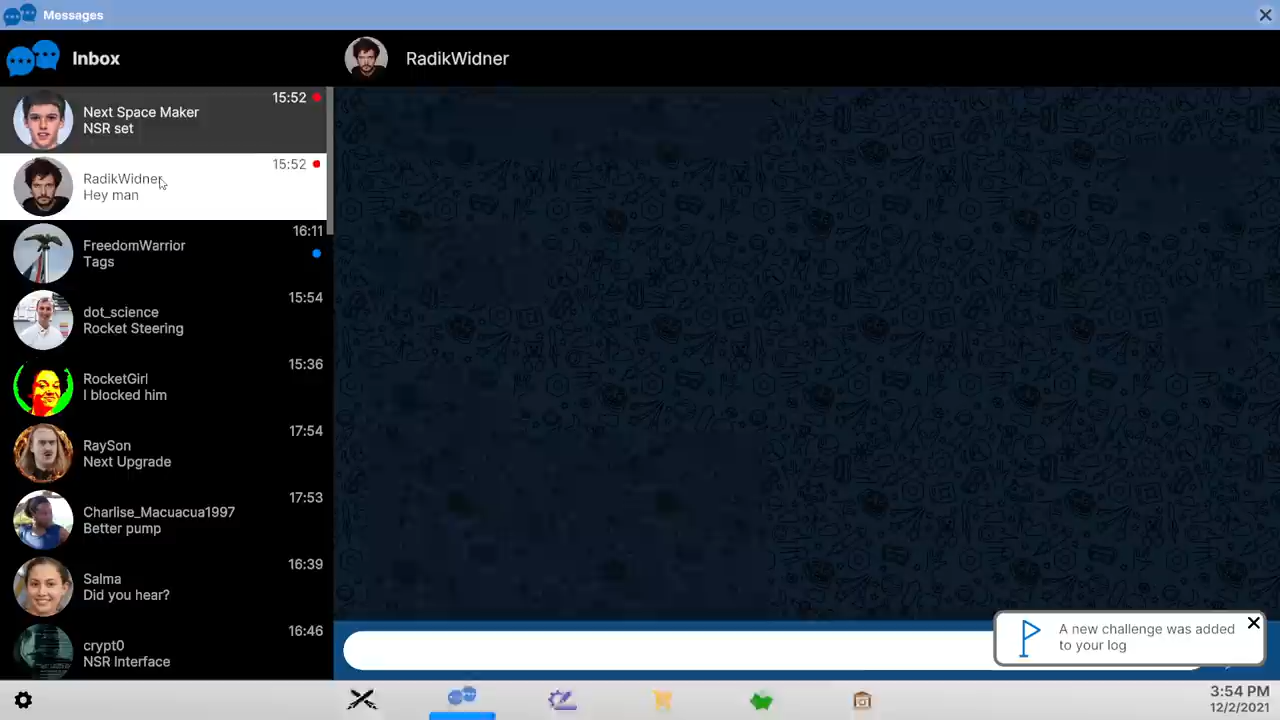 Messages
Inbox
RadikWidner
15:52
Next Space Maker
NSR set
15:52
RadikWidner
Hey man
16:11
FreedomWarrior
Tags
15:54
dot_science
Rocket Steering
15:36
RocketGirl
I blocked him
17:54
RaySon
Next Upgrade
17:53
Charlise_Macuacua1997
Better pump
16:39
Salma
Did you hear?
16:46
crypt0
NSR Interface
A new challenge was added
to your log
3:54 PM
12/2/2021